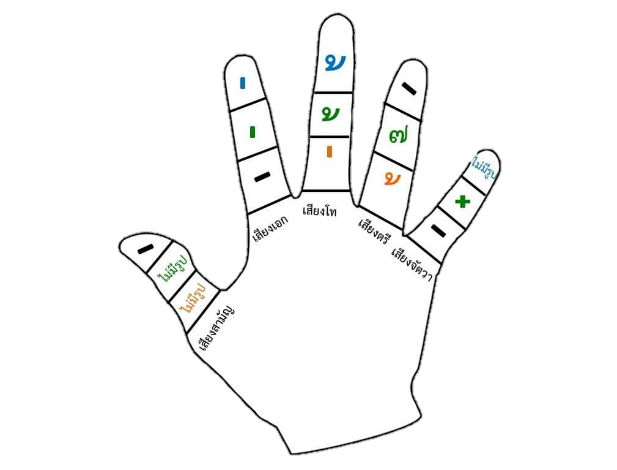 ไม่มีรูป
ไม่มีรูป
เสียงสามัญ
-
-
-
เสียงเอก
-้
-้
-่
เสียงโท
-
๗
-้
เสียงตรี
ไม่มีรูป
+
-
เสียงจัตวา